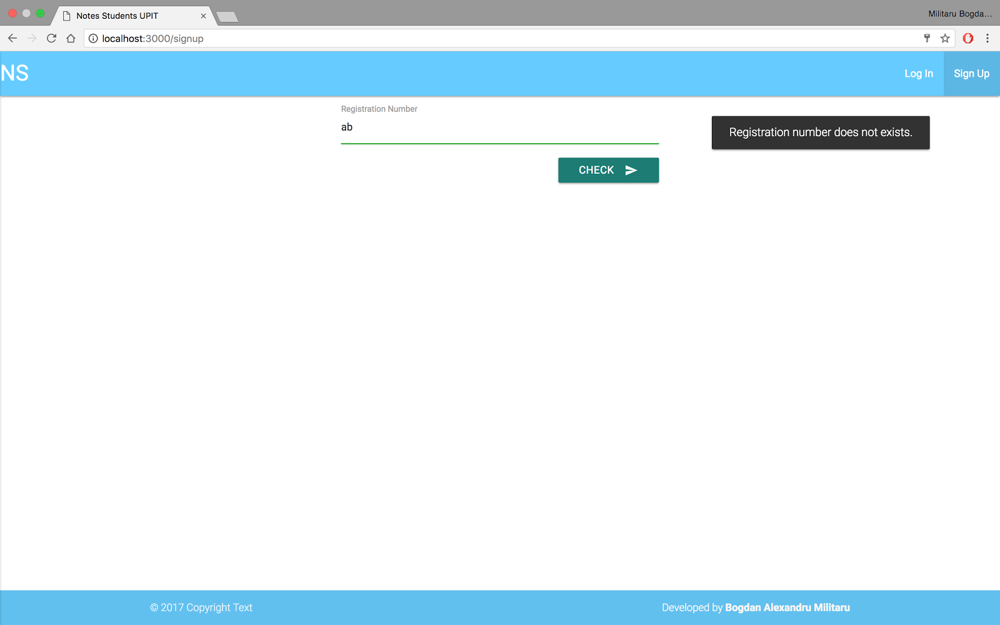 Notes Students UPIT
Militaru Bogda...
localhost:3000/signup
NS
Log In
Sign Up
Registration Number
ab
Registration number does not exists.
CHECK
© 2017 Copyright Text
Developed by Bogdan Alexandru Militaru